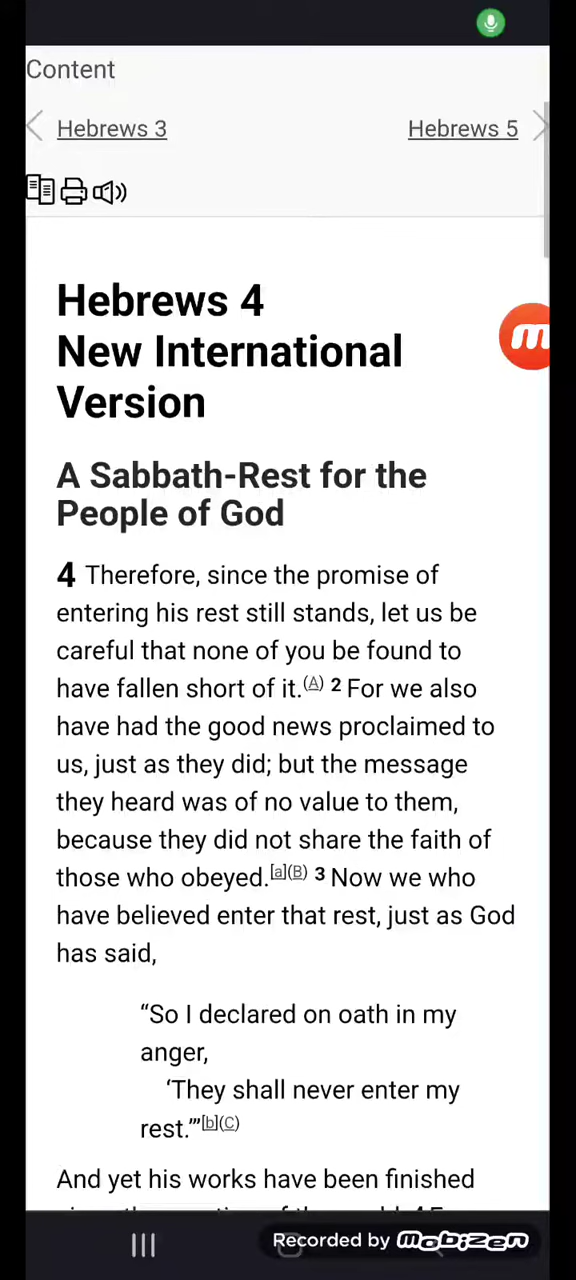 Content
Hebrews 3
Hebrews 5
Hebrews 4
New International
Version
A Sabbath-Rest for the
People of God
4 Therefore, since the promise of
entering his rest still stands, let us be
careful that none of you be found to
have fallen short of it.(A) 2 For we also
have had the good news proclaimed to
us, just as they did; but the message
they heard was of no value to them,
because they did not share the faith of
those who obeyed.[a](B) 3 Now we who
have believed enter that rest, just as God
has said,
“So I declared on oath in my
anger,
‘They shall never enter my
rest.’”[b](C)
And yet his works have been finished
Recorded by Mobizen